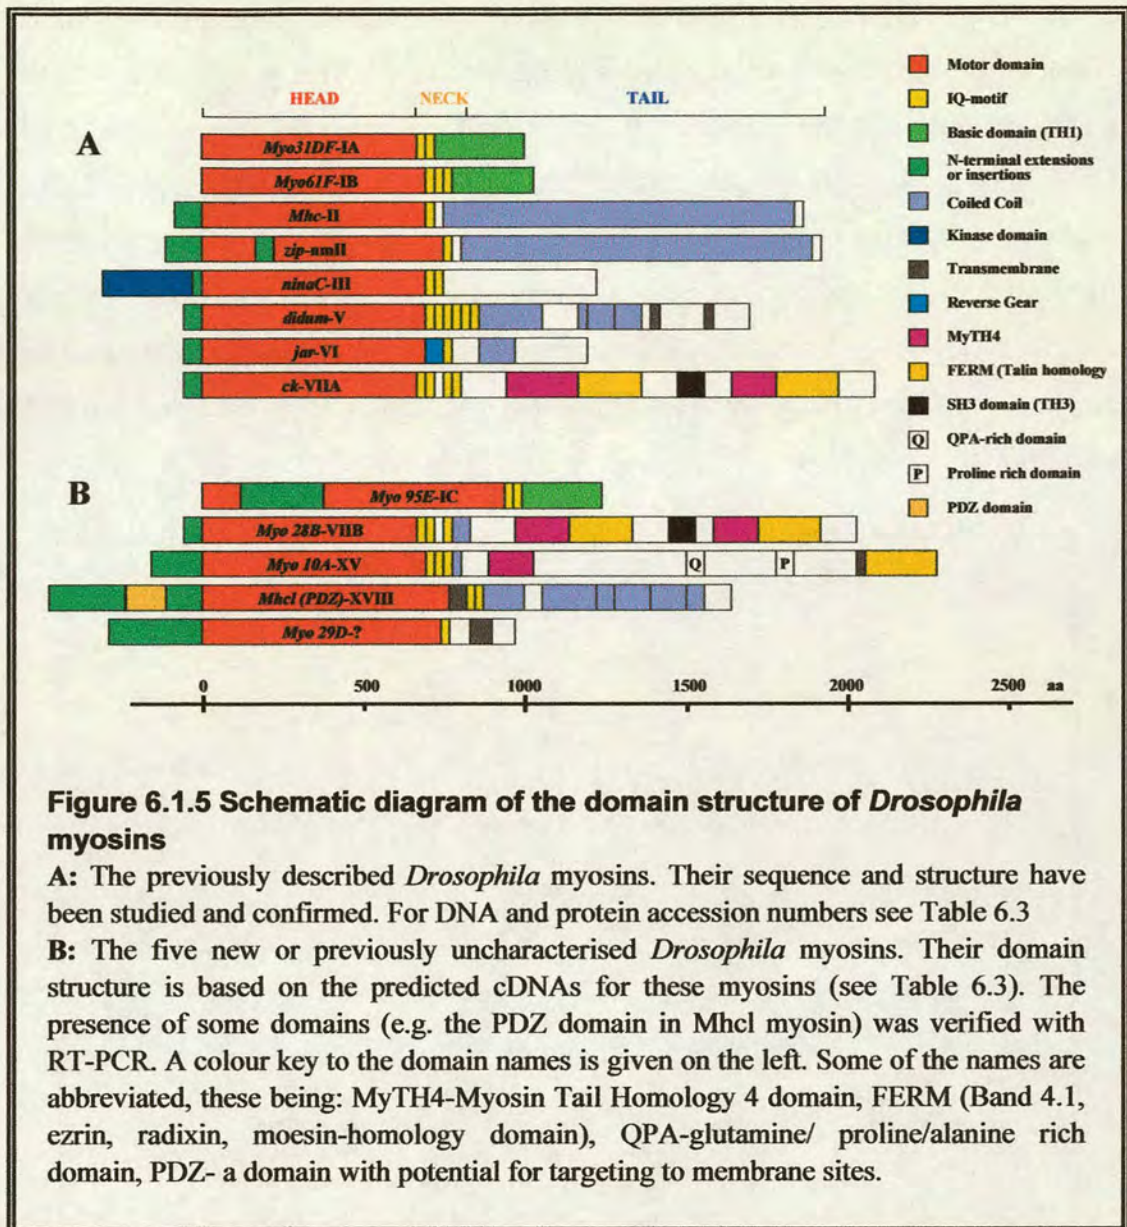 HEAD NECK TAIL
A
Myo31DF-IA
Myo61F-IB
Mhc-II
zip-nmII
ninaC-III
didum-V
jar-VI
ck-VIIA
B
Myo 95E-IC
Myo 28B-VIIB
Myo 10A-XV
Q P
Mhcl (PDZ)-XVIII
Myo 29D-?
Motor domain
IQ-motif
Basic domain (TH1)
N-terminal extensions
or insertions
Coiled Coil
Kinase domain
Transmembrane
Reverse Gear
MyTH4
FERM (Talin homology
SH3 domain (TH3)
Q QPA-rich domain
P Proline rich domain
PDZ domain
0 500 1000 1500 2000 2500 aa
Figure 6.1.5 Schematic diagram of the domain structure of Drosophila
myosins
A: The previously described Drosophila myosins. Their sequence and structure have
been studied and confirmed. For DNA and protein accession numbers see Table 6.3
B: The five new or previously uncharacterised Drosophila myosins. Their domain
structure is based on the predicted cDNAs for these myosins (see Table 6.3). The
presence of some domains (e.g. the PDZ domain in Mhcl myosin) was verified with
RT-PCR. A colour key to the domain names is given on the left. Some of the names are
abbreviated, these being: MyTH4-Myosin Tail Homology 4 domain, FERM (Band 4.1,
ezrin, radixin, moesin-homology domain), QPA-glutamine/ proline/alanine rich
domain, PDZ- a domain with potential for targeting to membrane sites.